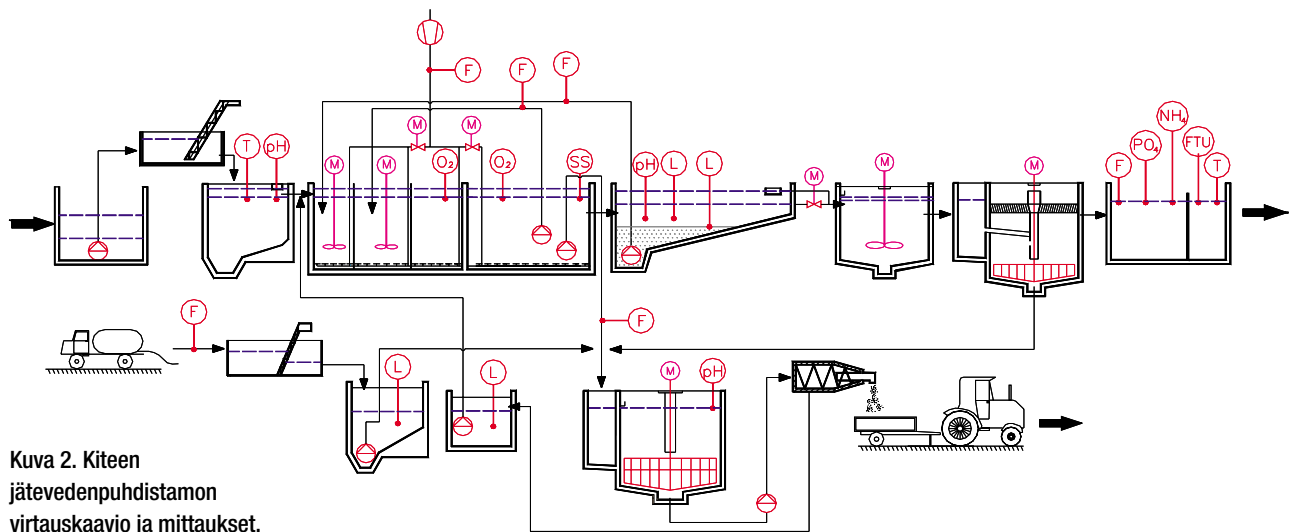 F
F
F
M
M
M
M
T
pH
O₂
O₂
SS
pH
L
L
M
M
M
F
PO₄
NH₄
FTU
T
F
F
L
L
M
pH
Kuva 2. Kiteen
jätevedenpuhdistamon
virtauskaavio ja mittaukset.